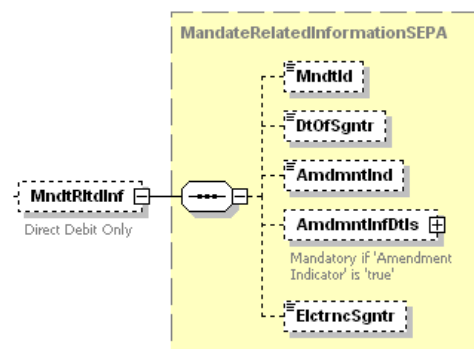 MandateRelatedInformationSEPA
MndtId
DtOfSgntr
AmdmntInd
MndtRltdInf
Direct Debit Only
AmdmntInfDtls
Mandatory if 'Amendment
Indicator' is 'true'
ElctrncSgntr